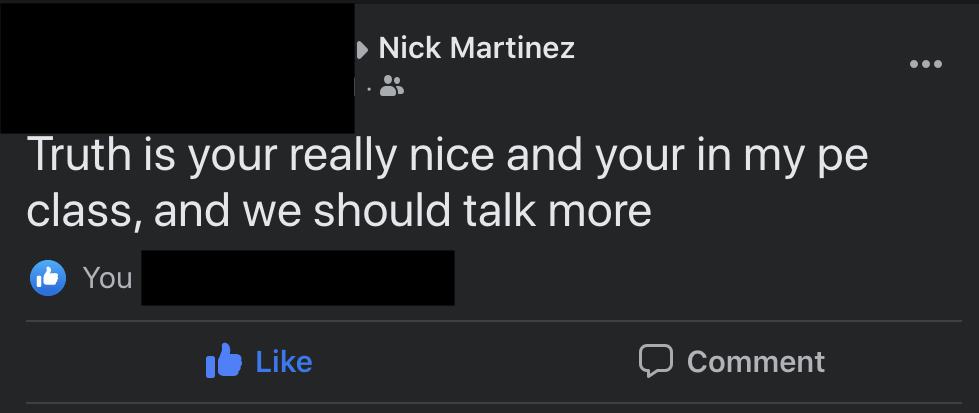 Nick Martinez
Truth is your really nice and your in my pe
class, and we should talk more
You
Like
Comment